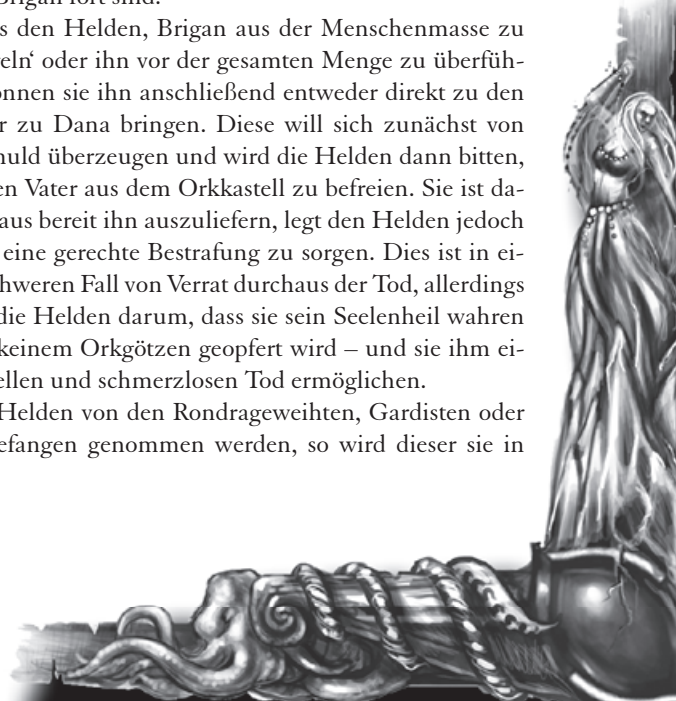 Brigan fort sind.
s den Helden, Brigan aus der Menschenmasse zu
eln‘ oder ihn vor der gesamten Menge zu überfüh-
önnen sie ihn anschließend entweder direkt zu den
r zu Dana bringen. Diese will sich zunächst von
huld überzeugen und wird die Helden dann bitten,
en Vater aus dem Orkkastell zu befreien. Sie ist da-
aus bereit ihn auszuliefern, legt den Helden jedoch
eine gerechte Bestrafung zu sorgen. Dies ist in ei-
hweren Fall von Verrat durchaus der Tod, allerdings
die Helden darum, dass sie sein Seelenheil wahren
keinem Orkgötzen geopfert wird – und sie ihm ei-
ellen und schmerzlosen Tod ermöglichen.
Helden von den Rondrageweihten, Gardisten oder
efangen genommen werden, so wird dieser sie in